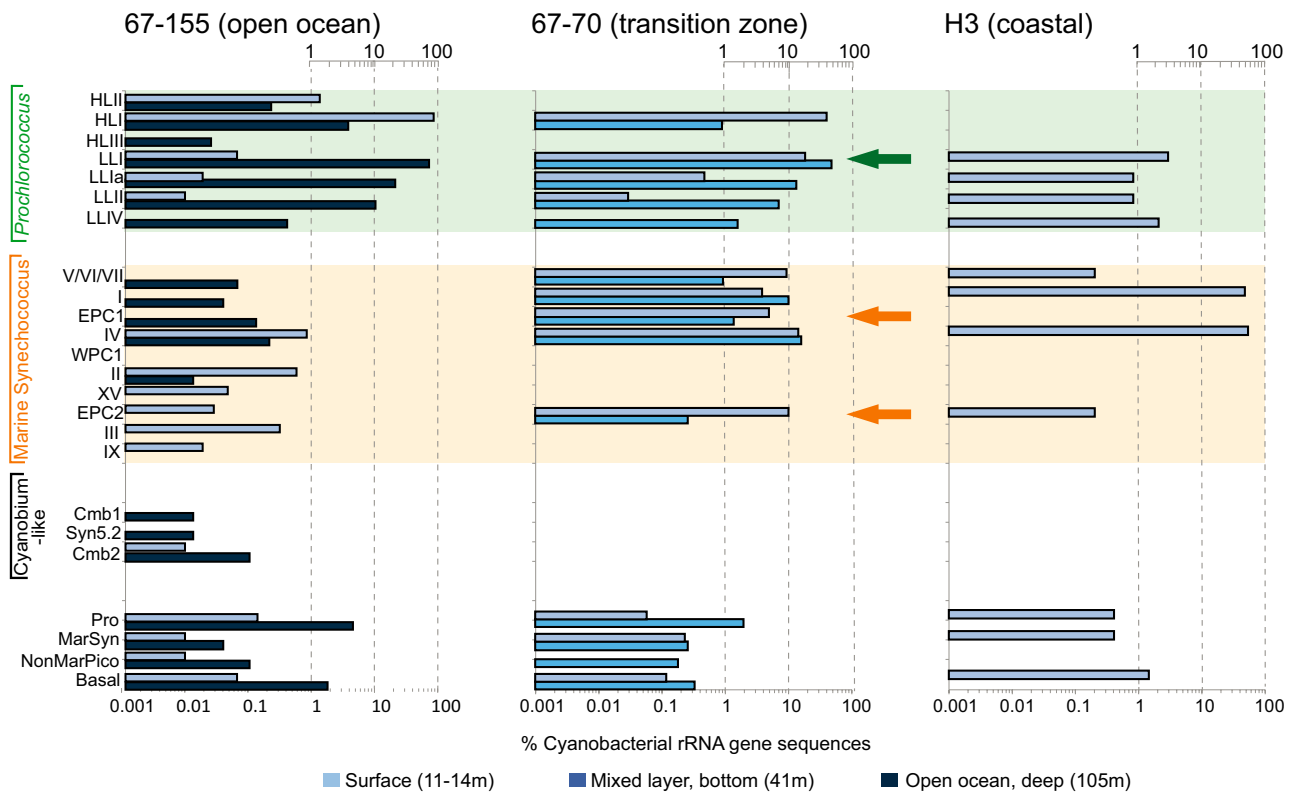 67-155 (open ocean)
67-70 (transition zone)
H3 (coastal)
1 10 100
1 10 100
1 10 100
Prochlorococcus
HLII
HLI
HLIII
LLI
LLIa
LLII
LLIV
Marine Synechococcus
V/VI/VII
I
EPC1
IV
WPC1
II
XV
EPC2
III
IX
Cyanobium
-like
Cmb1
Syn5.2
Cmb2
Pro
MarSyn
NonMarPico
Basal
0.001 0.01 0.1 1 10 100
0.001 0.01 0.1 1 10 100
0.001 0.01 0.1 1 10 100
% Cyanobacterial rRNA gene sequences
Surface (11-14m)
Mixed layer, bottom (41m)
Open ocean, deep (105m)